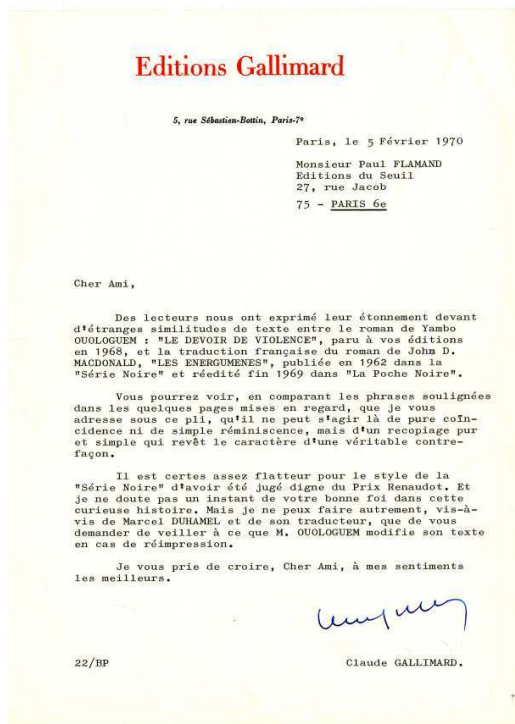 Editions Gallimard
5, rue Sébastien-Bottin, Paris-7e
Paris, le 5 Février 1970
Monsieur Paul FLAMAND
Editions du Seuil
27, rue Jacob
75 - PARIS 6e
Cher Ami,
Des lecteurs nous ont exprimé leur étonnement devant
d'étranges similitudes de texte entre le roman de Yambo
OUOLOGUEM : "LE DEVOIR DE VIOLENCE", paru à vos éditions
en 1968, et la traduction française du roman de John D.
MACDONALD, "LES ENERGUMENES", publiée en 1962 dans la
"Série Noire" et réedité fin 1969 dans "La Poche Noire".
Vous pourrez voir, en comparant les phrases soulignées
dans les quelques pages mises en regard, que je vous
adresse sous ce pli, qu'il ne peut s'agir là de pure coïn-
cidence ni de simple réminiscence, mais d'un recopiage pur
et simple qui revêt le caractère d'une véritable contre-
façon.
Il est certes assez flatteur pour le style de la
"Série Noire" d'avoir été jugé digne du Prix Renaudot. Et
je ne doute pas un instant de votre bonne foi dans cette
curieuse histoire. Mais je ne peux faire autrement, vis-à-
vis de Marcel DUHAMEL et de son traducteur, que de vous
demander de veiller à ce que M. OUOLOGUEM modifie son texte
en cas de réimpression.
Je vous prie de croire, Cher Ami, à mes sentiments
les meilleurs.
22/BP
Claude GALLIMARD.